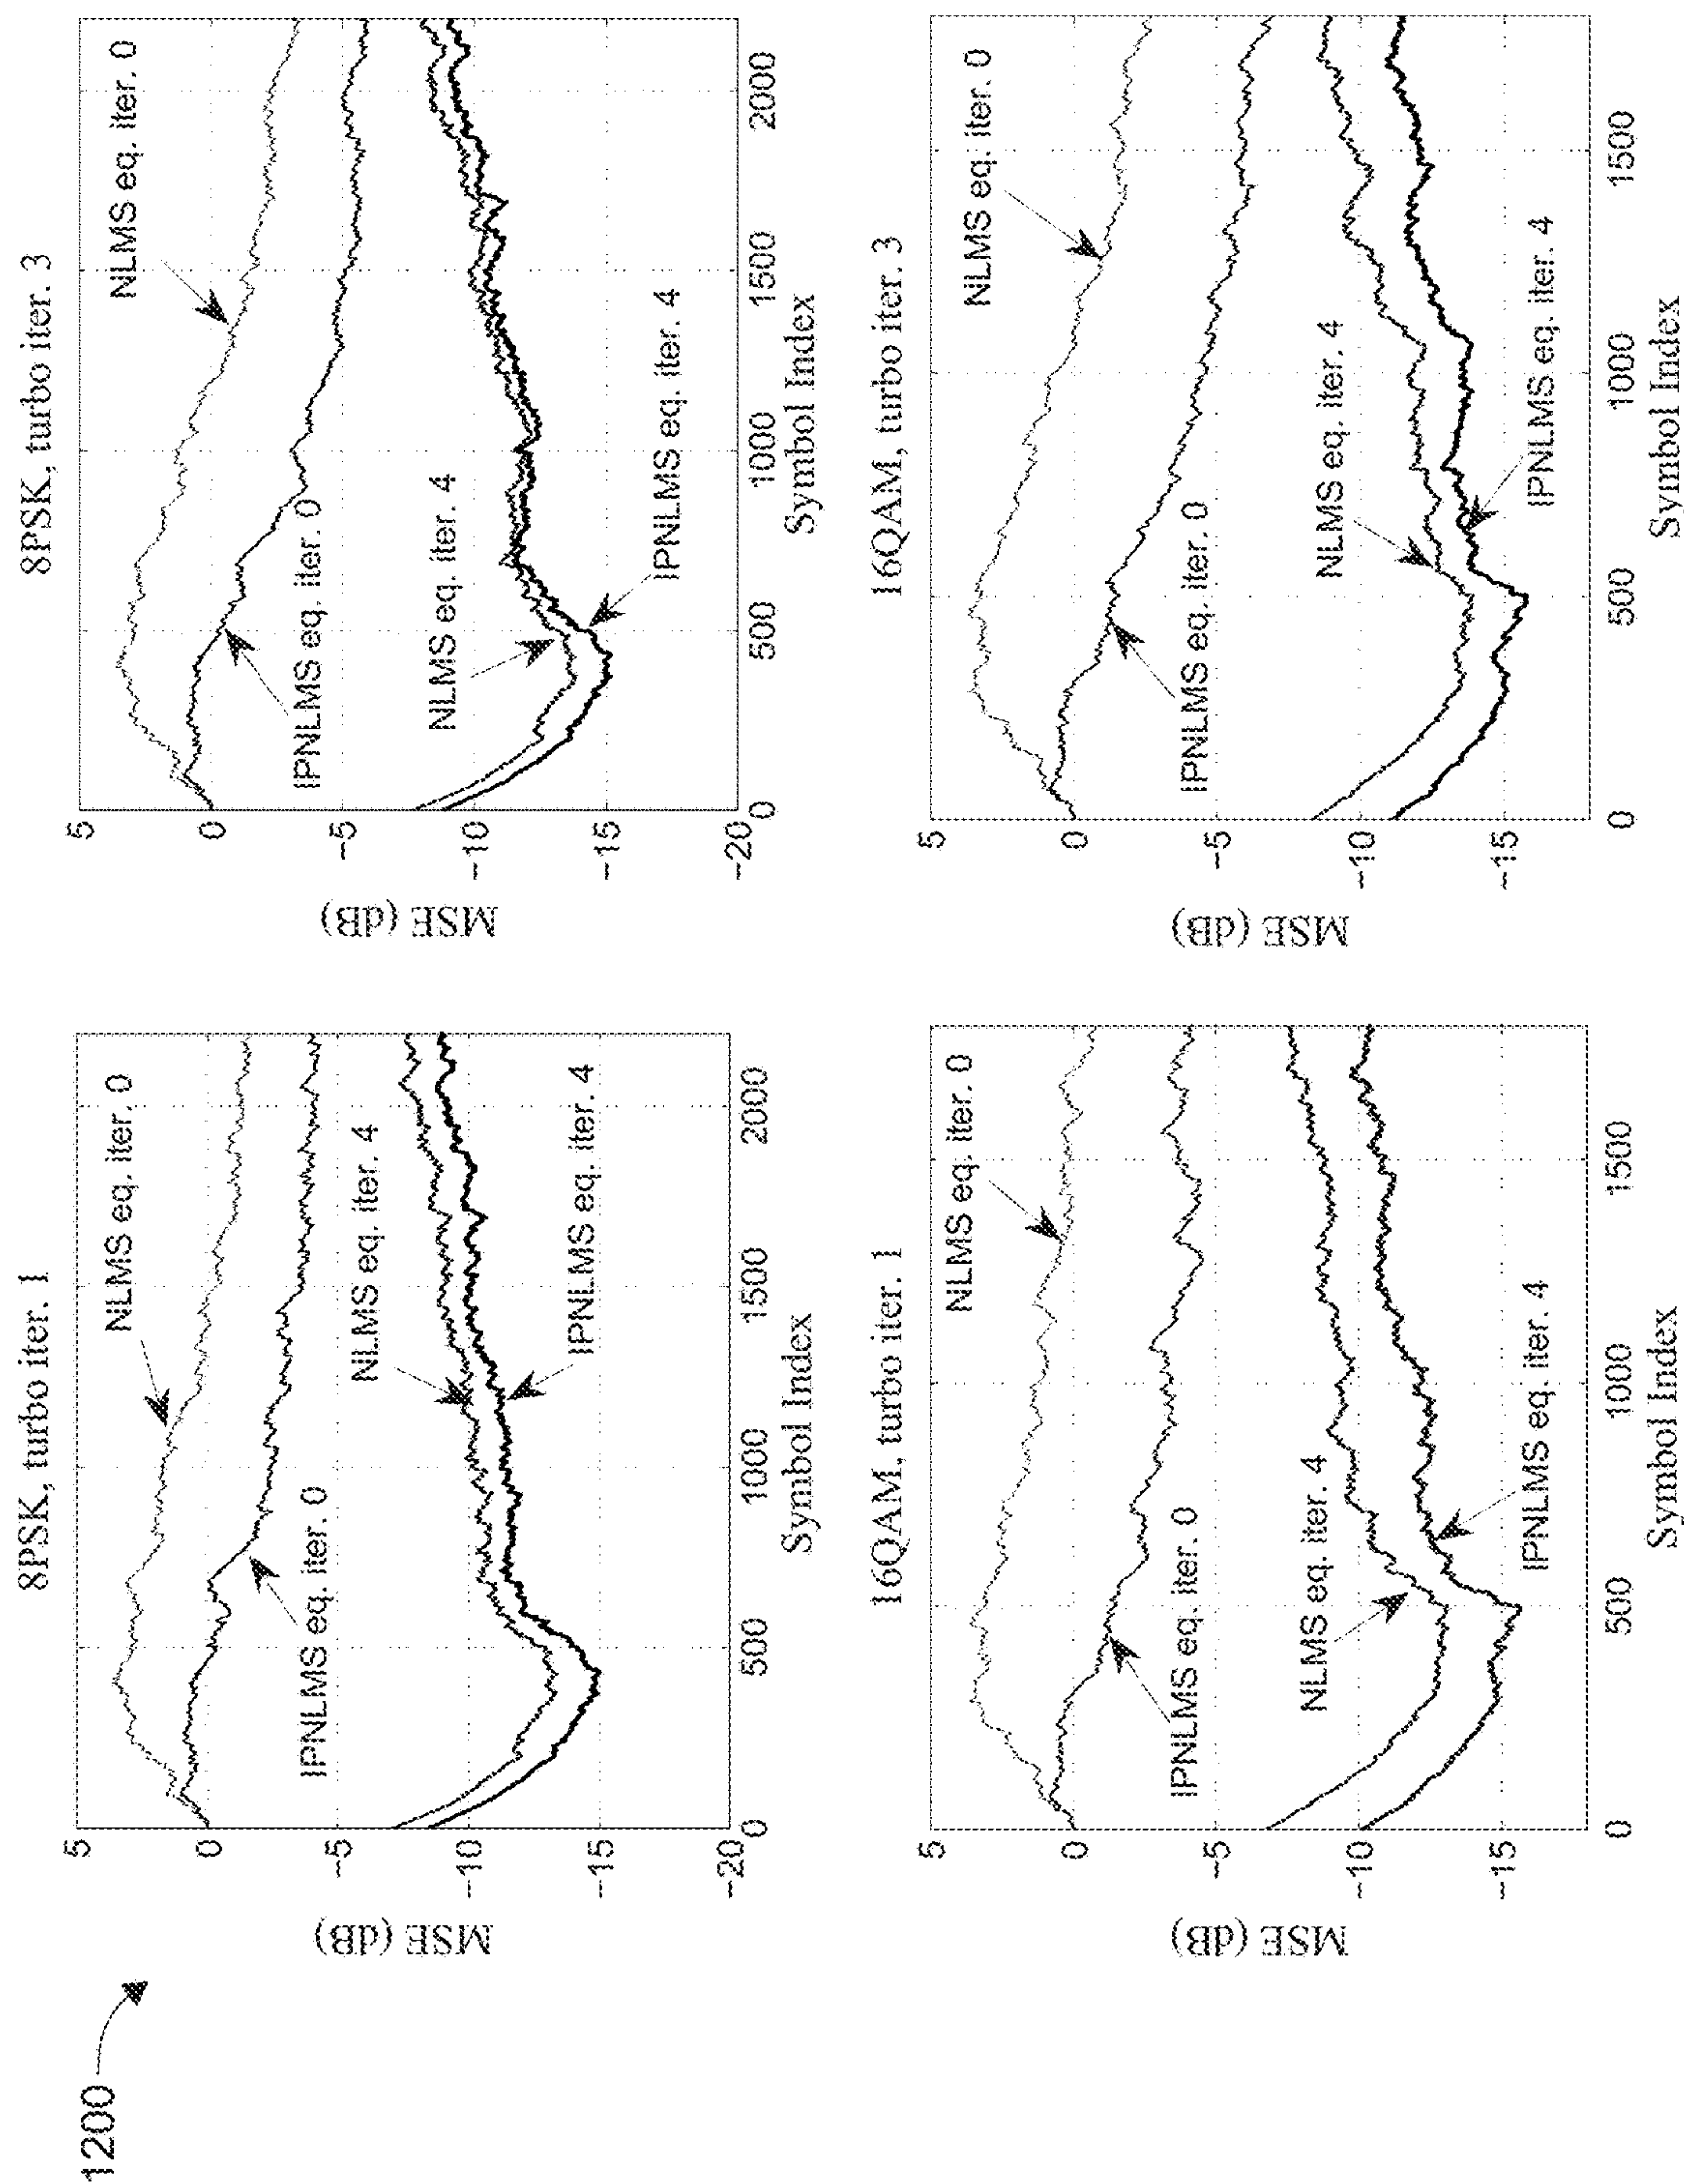 1200
8PSK, turbo iter. 1
5
0
−5
−10
−15
−20
MSE (dB)
NLMS eq. iter. 0
IPNLMS eq. iter. 0
NLMS eq. iter. 4
IPNLMS eq. iter. 4
0
500
1000
1500
2000
Symbol Index
8PSK, turbo iter. 3
5
0
−5
−10
−15
−20
MSE (dB)
NLMS eq. iter. 0
IPNLMS eq. iter. 0
NLMS eq. iter. 4
IPNLMS eq. iter. 4
0
500
1000
1500
2000
Symbol Index
16QAM, turbo iter. 1
5
0
−5
−10
−15
MSE (dB)
NLMS eq. iter. 0
IPNLMS eq. iter. 0
NLMS eq. iter. 4
IPNLMS eq. iter. 4
0
500
1000
1500
Symbol Index
16QAM, turbo iter. 3
5
0
−5
−10
−15
MSE (dB)
NLMS eq. iter. 0
IPNLMS eq. iter. 0
NLMS eq. iter. 4
IPNLMS eq. iter. 4
0
500
1000
1500
Symbol Index